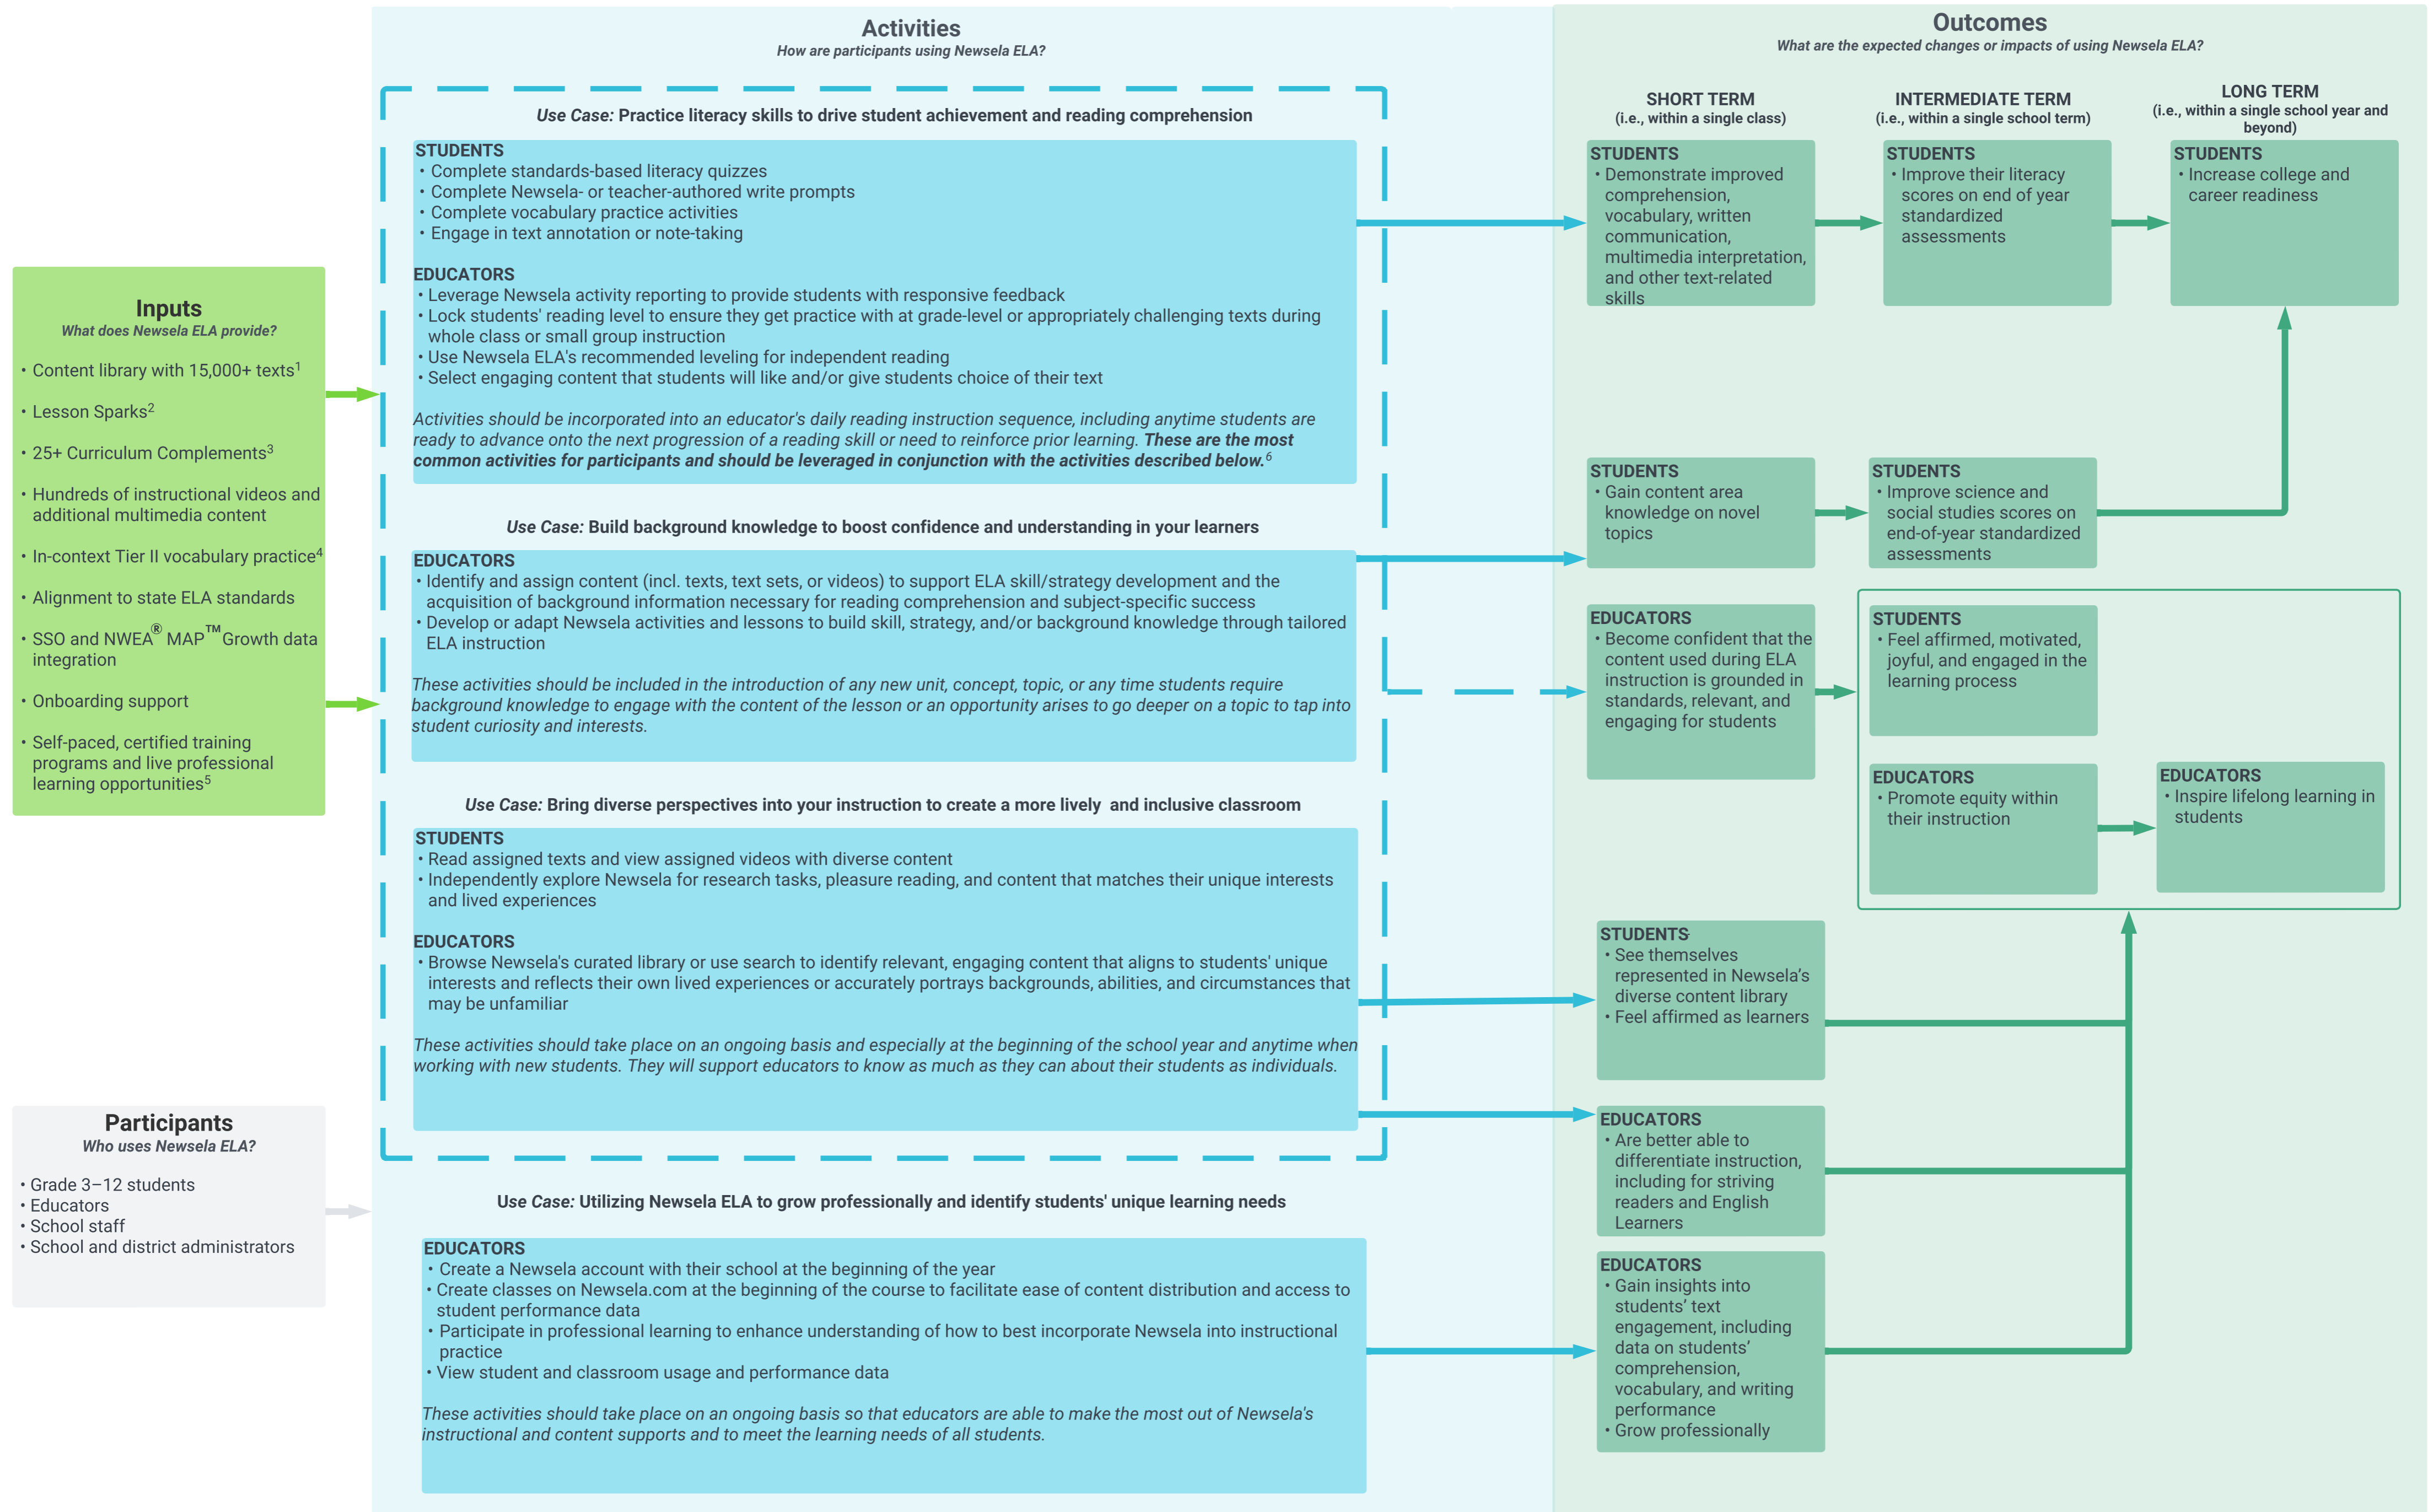 Inputs
What does Newsela ELA provide?
• Content library with 15,000+ texts1
• Lesson Sparks2
• 25+ Curriculum Complements3
• Hundreds of instructional videos and
additional multimedia content
• In-context Tier II vocabulary practice4
• Alignment to state ELA standards
• SSO and NWEA® MAP™Growth data
integration
• Onboarding support
• Self-paced, certified training
programs and live professional
learning opportunities5
Participants
Who uses Newsela ELA?
• Grade 3–12 students
• Educators
• School staff
• School and district administrators
Activities
How are participants using Newsela ELA?
Use Case: Practice literacy skills to drive student achievement and reading comprehension
STUDENTS
• Complete standards-based literacy quizzes
• Complete Newsela- or teacher-authored write prompts
• Complete vocabulary practice activities
• Engage in text annotation or note-taking
EDUCATORS
• Leverage Newsela activity reporting to provide students with responsive feedback
• Lock students' reading level to ensure they get practice with at grade-level or appropriately challenging texts during
whole class or small group instruction
• Use Newsela ELA's recommended leveling for independent reading
• Select engaging content that students will like and/or give students choice of their text
Activities should be incorporated into an educator's daily reading instruction sequence, including anytime students are
ready to advance onto the next progression of a reading skill or need to reinforce prior learning. These are the most
common activities for participants and should be leveraged in conjunction with the activities described below.6
Use Case: Build background knowledge to boost confidence and understanding in your learners
EDUCATORS
• Identify and assign content (incl. texts, text sets, or videos) to support ELA skill/strategy development and the
acquisition of background information necessary for reading comprehension and subject-specific success
• Develop or adapt Newsela activities and lessons to build skill, strategy, and/or background knowledge through tailored
ELA instruction
These activities should be included in the introduction of any new unit, concept, topic, or any time students require
background knowledge to engage with the content of the lesson or an opportunity arises to go deeper on a topic to tap into
student curiosity and interests.
Use Case: Bring diverse perspectives into your instruction to create a more lively and inclusive classroom
STUDENTS
• Read assigned texts and view assigned videos with diverse content
• Independently explore Newsela for research tasks, pleasure reading, and content that matches their unique interests
and lived experiences
EDUCATORS
• Browse Newsela's curated library or use search to identify relevant, engaging content that aligns to students' unique
interests and reflects their own lived experiences or accurately portrays backgrounds, abilities, and circumstances that
may be unfamiliar
These activities should take place on an ongoing basis and especially at the beginning of the school year and anytime when
working with new students. They will support educators to know as much as they can about their students as individuals.
Use Case: Utilizing Newsela ELA to grow professionally and identify students' unique learning needs
EDUCATORS
• Create a Newsela account with their school at the beginning of the year
• Create classes on Newsela.com at the beginning of the course to facilitate ease of content distribution and access to
student performance data
• Participate in professional learning to enhance understanding of how to best incorporate Newsela into instructional
practice
• View student and classroom usage and performance data
These activities should take place on an ongoing basis so that educators are able to make the most out of Newsela's
instructional and content supports and to meet the learning needs of all students.
Outcomes
What are the expected changes or impacts of using Newsela ELA?
SHORT TERM
(i.e., within a single class)
INTERMEDIATE TERM
(i.e., within a single school term)
LONG TERM
(i.e., within a single school year and
beyond)
STUDENTS
• Demonstrate improved
comprehension,
vocabulary, written
communication,
multimedia interpretation,
and other text-related
skills
STUDENTS
• Improve their literacy
scores on end of year
standardized
assessments
STUDENTS
• Increase college and
career readiness
STUDENTS
• Gain content area
knowledge on novel
topics
STUDENTS
• Improve science and
social studies scores on
end-of-year standardized
assessments
EDUCATORS
• Become confident that the
content used during ELA
instruction is grounded in
standards, relevant, and
engaging for students
STUDENTS
• Feel affirmed, motivated,
joyful, and engaged in the
learning process
EDUCATORS
• Promote equity within
their instruction
EDUCATORS
• Inspire lifelong learning in
students
STUDENTS
• See themselves
represented in Newsela’s
diverse content library
• Feel affirmed as learners
EDUCATORS
• Are better able to
differentiate instruction,
including for striving
readers and English
Learners
EDUCATORS
• Gain insights into
students’ text
engagement, including
data on students’
comprehension,
vocabulary, and writing
performance
• Grow professionally